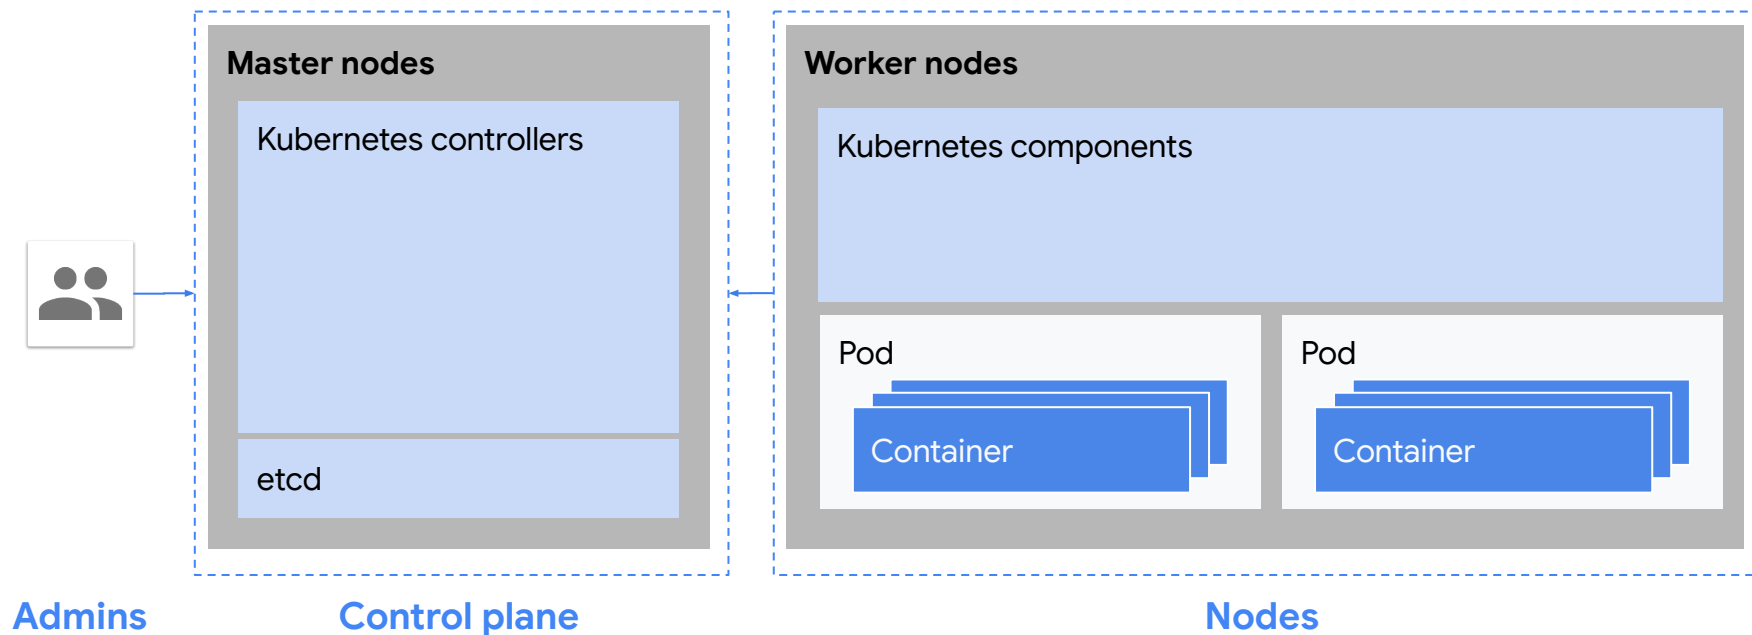 Master nodes
Kubernetes controllers
etcd
Worker nodes
Kubernetes components
Pod
Container
Pod
Container
Admins
Control plane
Nodes